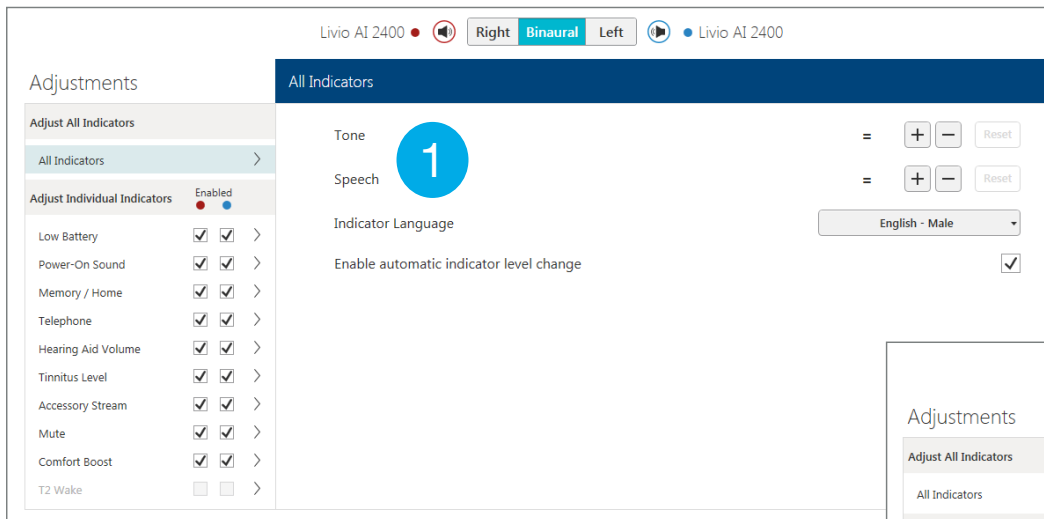 Livio AI 2400 Right Binaural Left Livio AI 2400
Adjustments
Adjust All Indicators
All Indicators
Adjust Individual Indicators Enabled
Low Battery
Power-On Sound
Memory / Home
Telephone
Hearing Aid Volume
Tinnitus Level
Accessory Stream
Mute
Comfort Boost
T2 Wake
All Indicators
Tone = + − Reset
1
Speech = + − Reset
Indicator Language English - Male
Enable automatic indicator level change
Adjustments
Adjust All Indicators
All Indicators